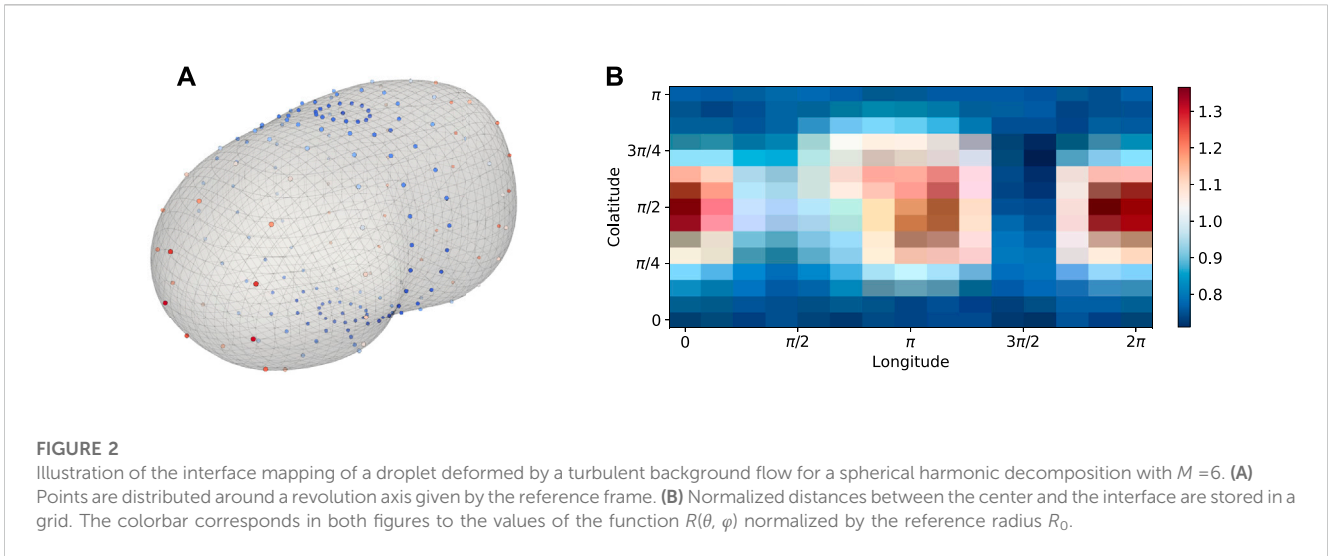 A
B
π
3π/4
π/2
π/4
0
Colatitude
0
π/2
π
3π/2
2π
Longitude
1.3
1.2
1.1
1.0
0.9
0.8
FIGURE 2
Illustration of the interface mapping of a droplet deformed by a turbulent background flow for a spherical harmonic decomposition with M =6. (A)
Points are distributed around a revolution axis given by the reference frame. (B) Normalized distances between the center and the interface are stored in a
grid. The colorbar corresponds in both figures to the values of the function R(θ, φ) normalized by the reference radius R₀.